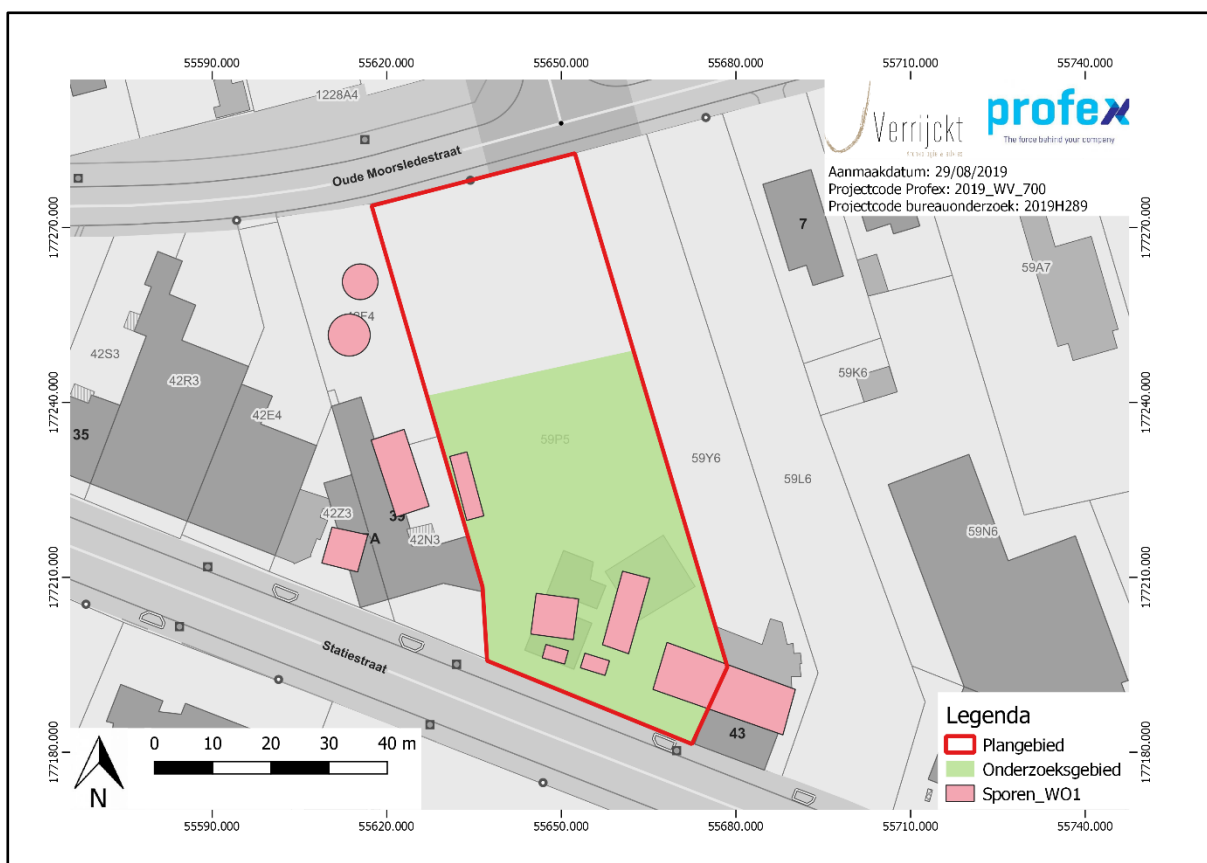 55590.000 55620.000 55650.000 55680.000 55710.000 55740.000
1228A4
Verrijckt
profex
The force behind your company
Oude Moorsledestraat
Aanmaakdatum: 29/08/2019
Projectcode Profex: 2019_WV_700
Projectcode bureauonderzoek: 2019H289
177270.000
7
177270.000
59A7
42S3
42R3
59K6
177240.000
42E4
177240.000
35
59P5
59Y6
59L6
39
42Z3
A
42N3
59N6
177210.000
177210.000
Statiestraat
43
Legenda
Plangebied
Onderzoeksgebied
Sporen_WO1
177180.000
177180.000
0 10 20 30 40 m
N
55590.000 55620.000 55650.000 55680.000 55710.000 55740.000